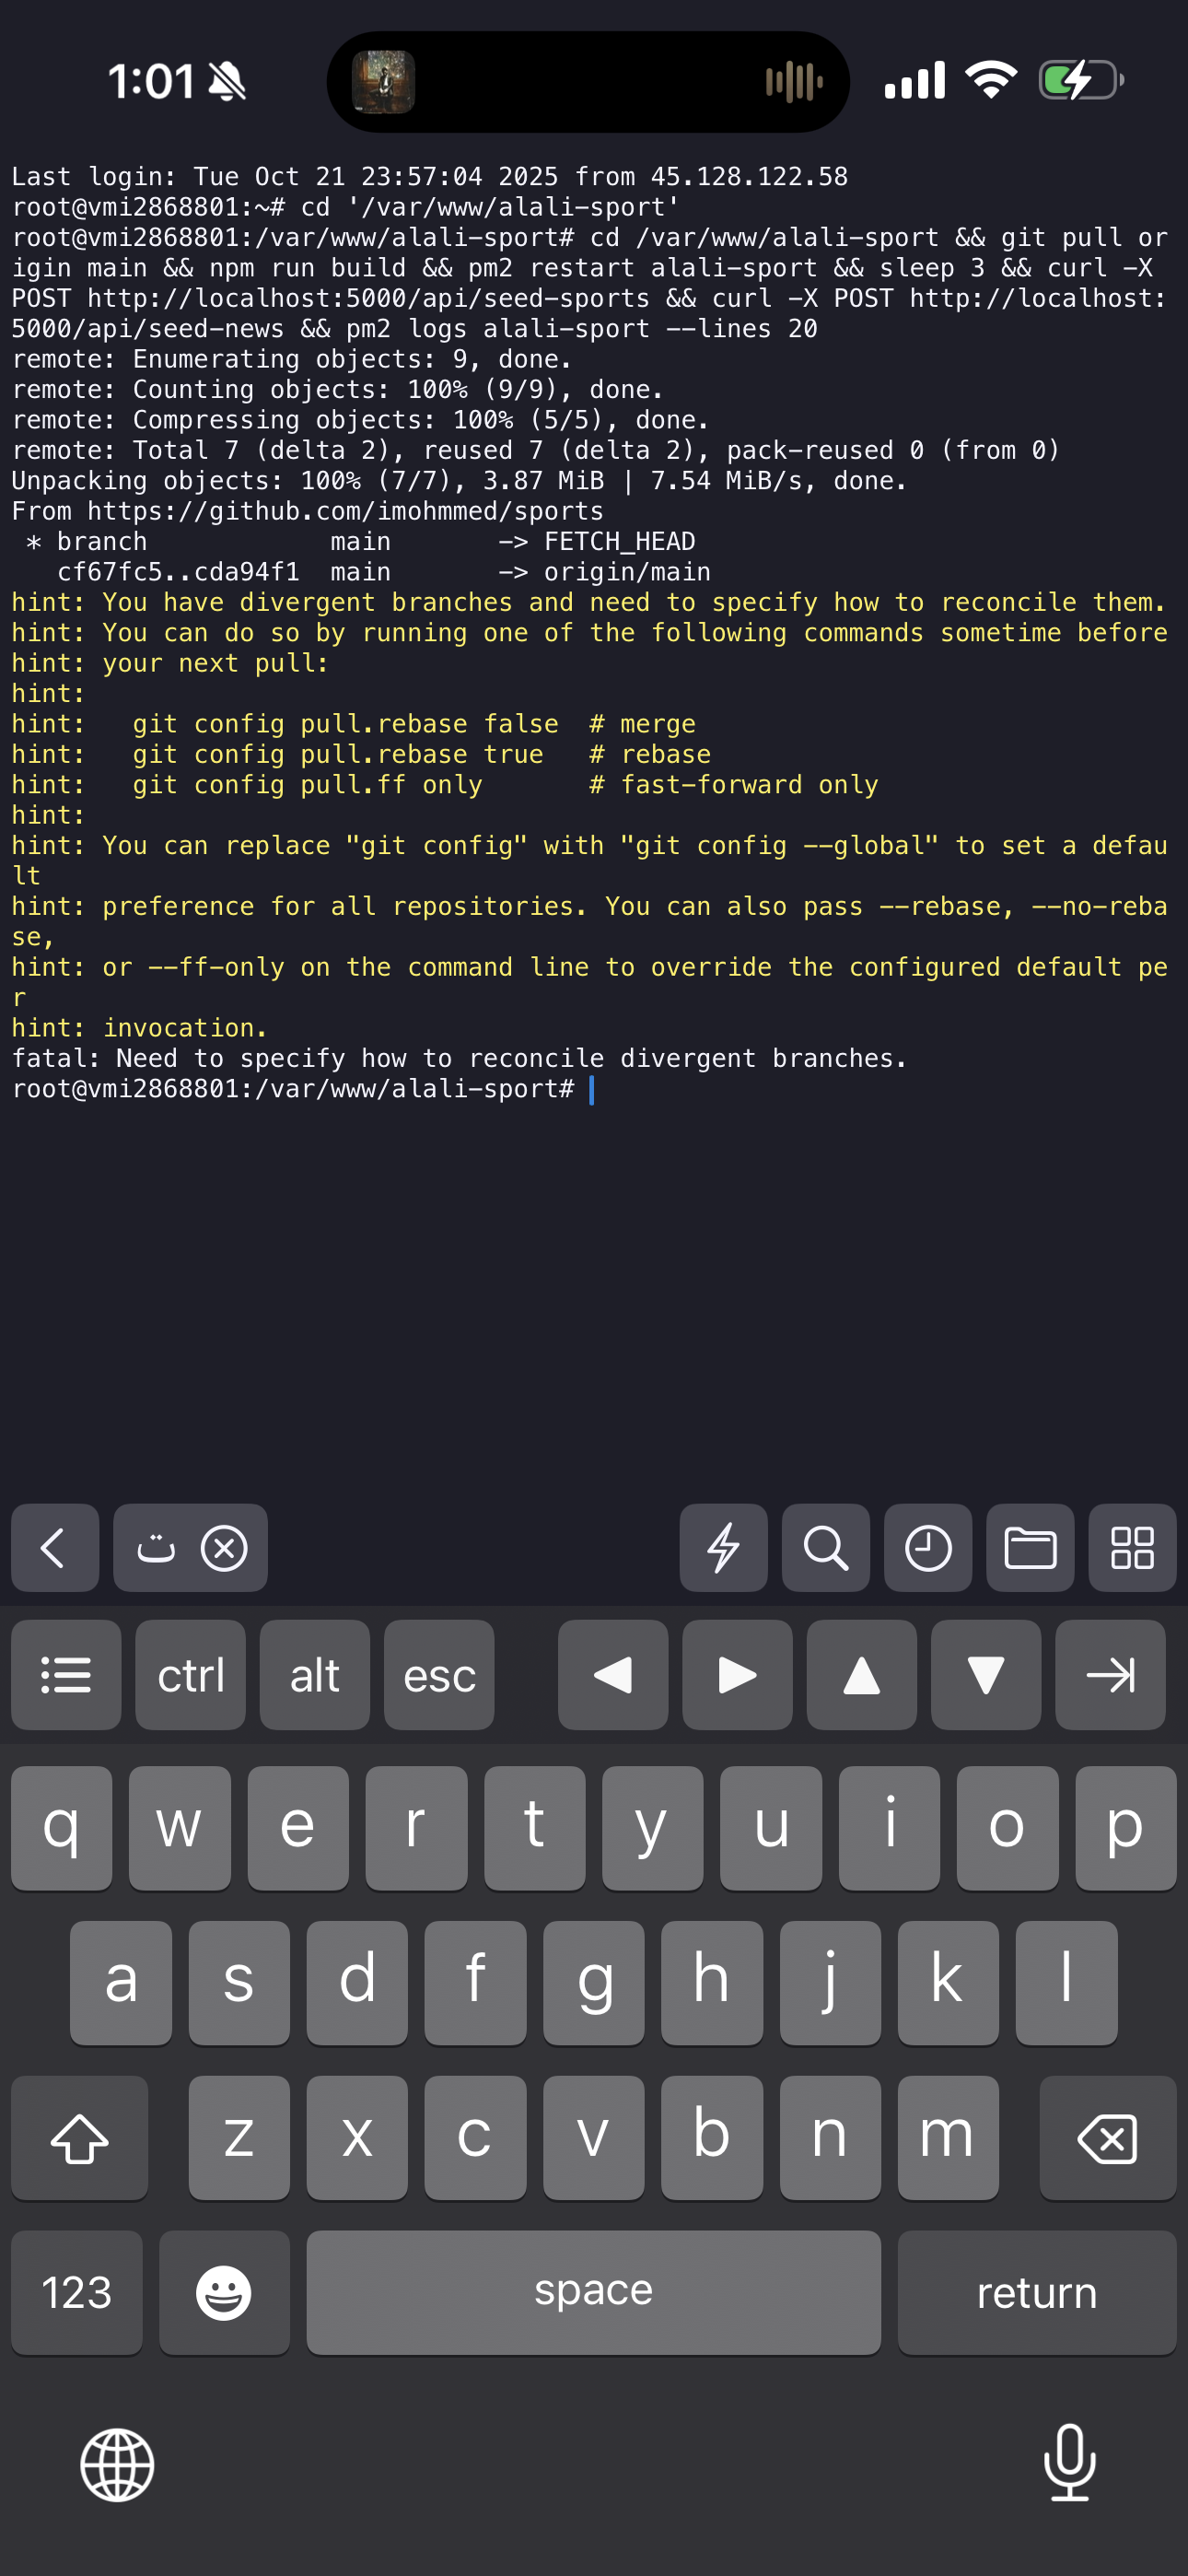 1:01
Last login: Tue Oct 21 23:57:04 2025 from 45.128.122.58
root@vmi2868801:~# cd '/var/www/alali-sport'
root@vmi2868801:/var/www/alali-sport# cd /var/www/alali-sport && git pull or
igin main && npm run build && pm2 restart alali-sport && sleep 3 && curl -X
POST http://localhost:5000/api/seed-sports && curl -X POST http://localhost:
5000/api/seed-news && pm2 logs alali-sport --lines 20
remote: Enumerating objects: 9, done.
remote: Counting objects: 100% (9/9), done.
remote: Compressing objects: 100% (5/5), done.
remote: Total 7 (delta 2), reused 7 (delta 2), pack-reused 0 (from 0)
Unpacking objects: 100% (7/7), 3.87 MiB | 7.54 MiB/s, done.
From https://github.com/imohmmed/sports
 * branch            main       -> FETCH_HEAD
   cf67fc5..cda94f1  main       -> origin/main
hint: You have divergent branches and need to specify how to reconcile them.
hint: You can do so by running one of the following commands sometime before
hint: your next pull:
hint:
hint:   git config pull.rebase false  # merge
hint:   git config pull.rebase true   # rebase
hint:   git config pull.ff only       # fast-forward only
hint:
hint: You can replace "git config" with "git config --global" to set a defau
lt
hint: preference for all repositories. You can also pass --rebase, --no-reba
se,
hint: or --ff-only on the command line to override the configured default pe
r
hint: invocation.
fatal: Need to specify how to reconcile divergent branches.
root@vmi2868801:/var/www/alali-sport#
ت
ctrl alt esc
q w e r t y u i o p
a s d f g h j k l
z x c v b n m
123 space return